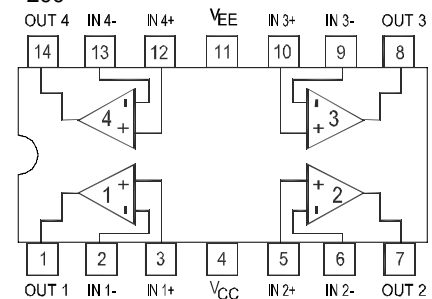 OUT 4 IN 4- IN 4+ VEE IN 3+ IN 3- OUT 3
14 13 12 11 10 9 8
4 3
1 2
1 2 3 4 5 6 7
OUT 1 IN 1- IN 1+ VCC IN 2+ IN 2- OUT 2